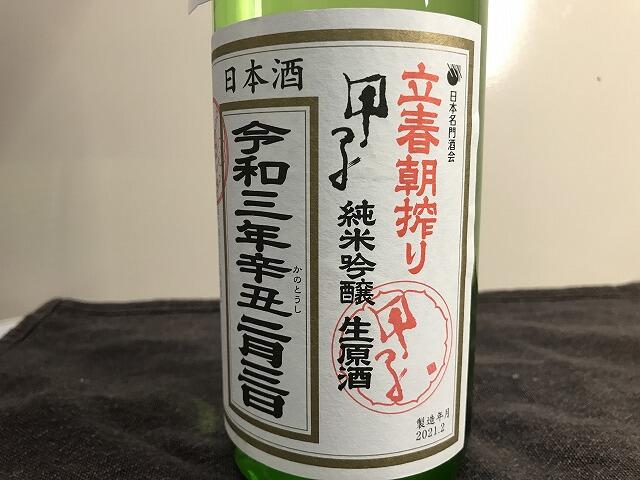 日本名門酒会
立春朝搾り
甲子
純米吟醸 生原酒
甲子
製造年月
2021.2
日本酒
令和三年辛丑二月三日
かのとうし